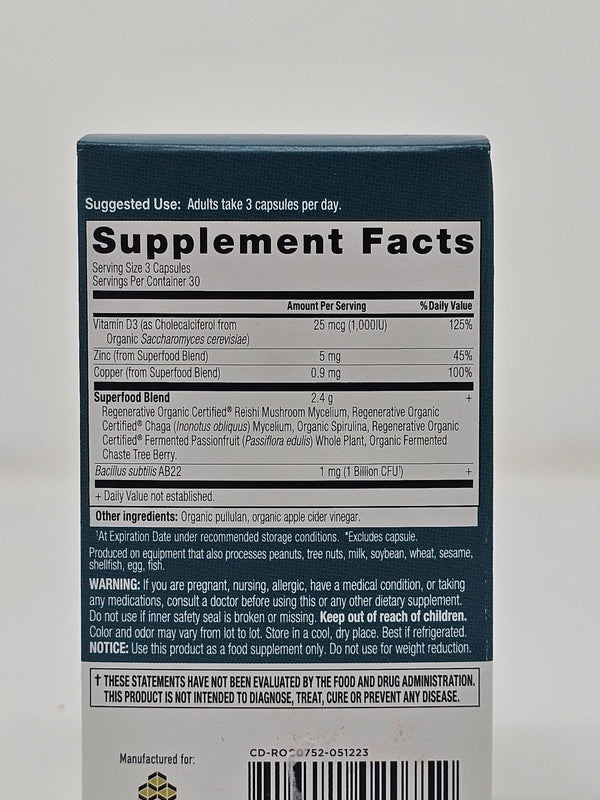 Suggested Use: Adults take 3 capsules per day.
Supplement Facts
Serving Size 3 Capsules
Servings Per Container 30
Amount Per Serving % Daily Value
Vitamin D3 (as Cholecalciferol from 25 mcg (1,000IU) 125%
Organic Saccharomyces cerevisiae)
Zinc (from Superfood Blend) 5 mg 45%
Copper (from Superfood Blend) 0.9 mg 100%
Superfood Blend 2.4 g +
Regenerative Organic Certified® Reishi Mushroom Mycelium, Regenerative Organic
Certified® Chaga (Inonotus obliquus) Mycelium, Organic Spirulina, Regenerative Organic
Certified® Fermented Passionfruit (Passiflora edulis) Whole Plant, Organic Fermented
Chaste Tree Berry.
Bacillus subtilis AB22 1 mg (1 Billion CFU¹) +
+ Daily Value not established.
Other ingredients: Organic pullulan, organic apple cider vinegar.
¹At Expiration Date under recommended storage conditions. *Excludes capsule.
Produced on equipment that also processes peanuts, tree nuts, milk, soybean, wheat, sesame,
shellfish, egg, fish.
WARNING: If you are pregnant, nursing, allergic, have a medical condition, or taking
any medications, consult a doctor before using this or any other dietary supplement.
Do not use if inner safety seal is broken or missing. Keep out of reach of children.
Color and odor may vary from lot to lot. Store in a cool, dry place. Best if refrigerated.
NOTICE: Use this product as a food supplement only. Do not use for weight reduction.
† THESE STATEMENTS HAVE NOT BEEN EVALUATED BY THE FOOD AND DRUG ADMINISTRATION.
THIS PRODUCT IS NOT INTENDED TO DIAGNOSE, TREAT, CURE OR PREVENT ANY DISEASE.
Manufactured for: